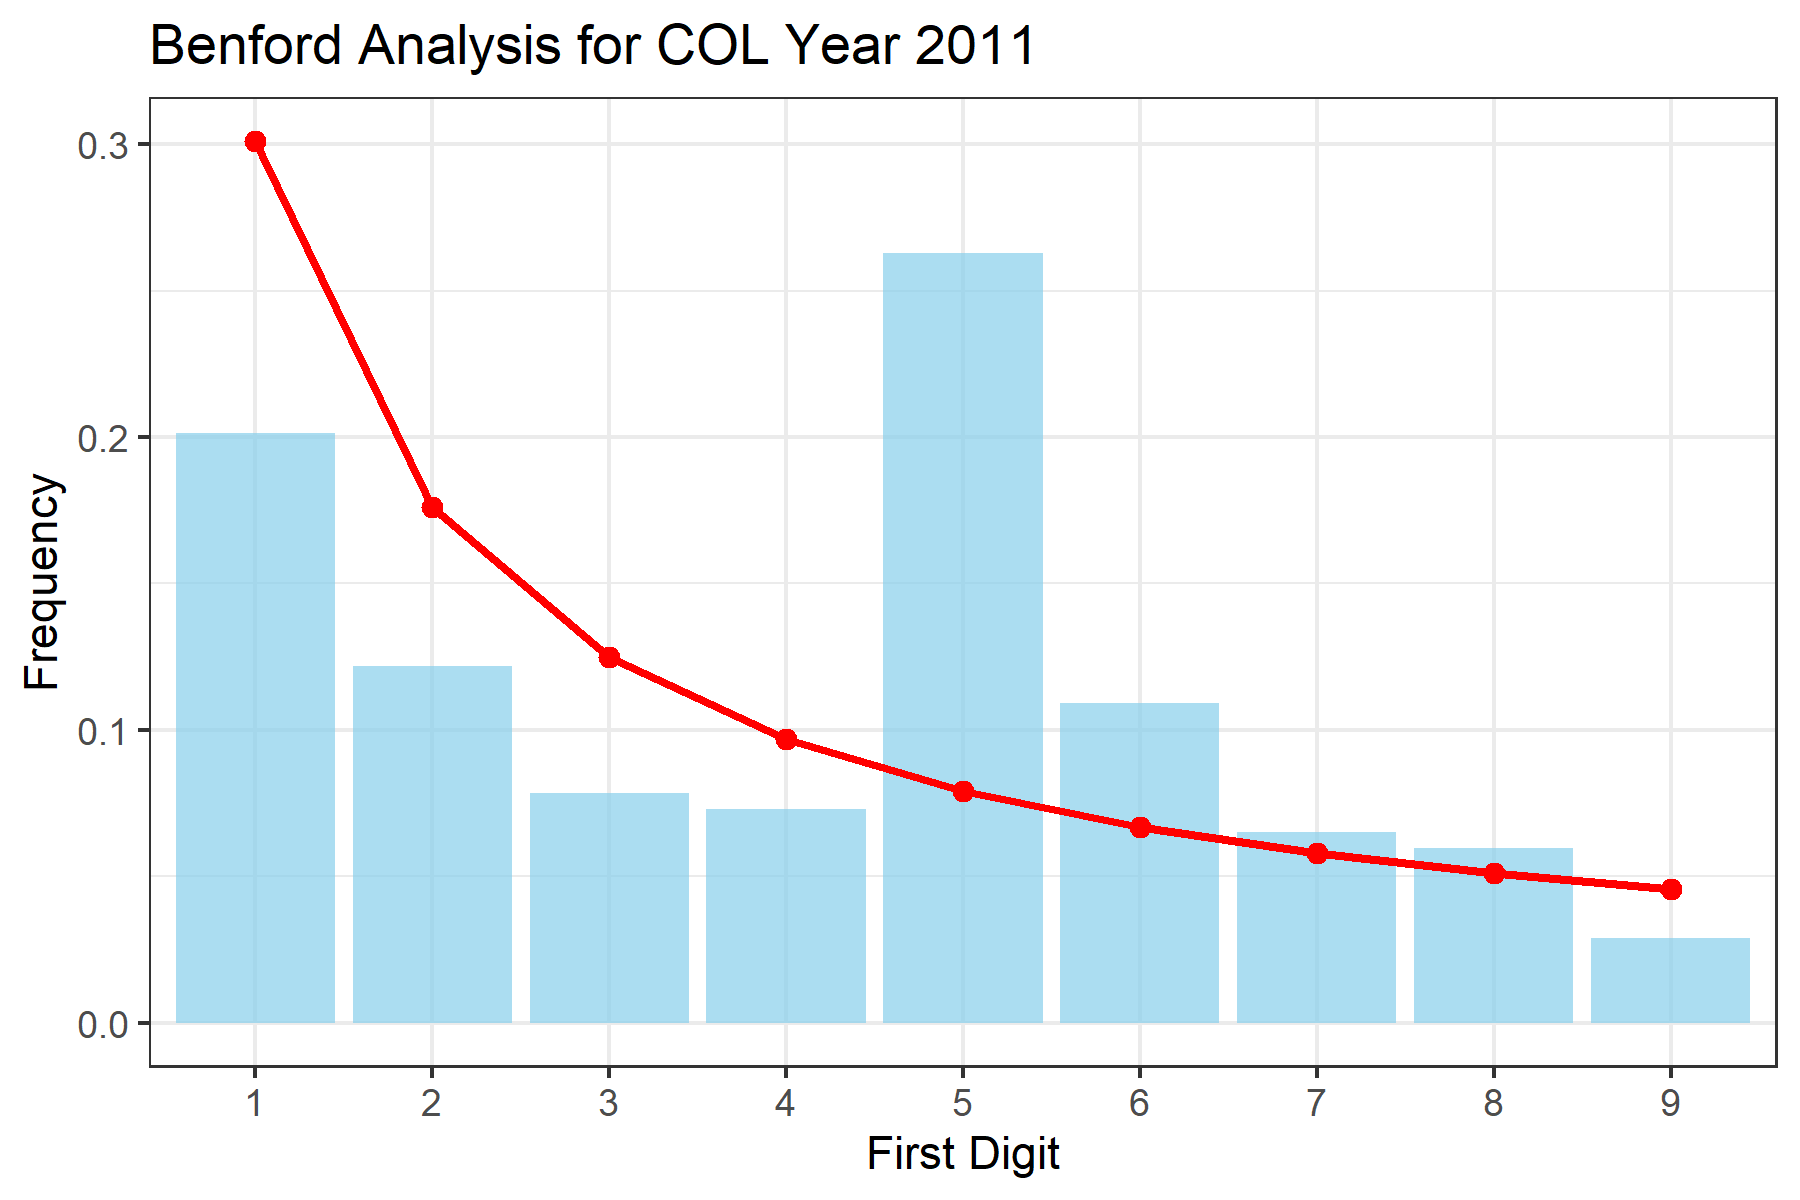 Benford Analysis for COL Year 2011
0.3
0.2
0.1
0.0
Frequency
1 2 3 4 5 6 7 8 9
First Digit